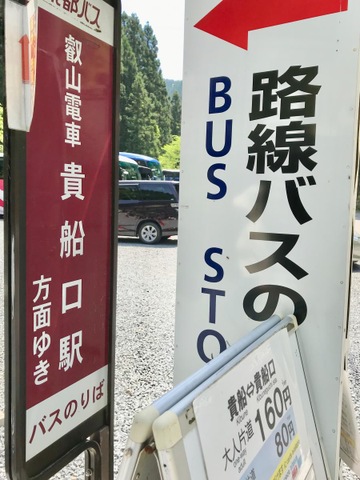 都バス
叡山電車
貴船口駅
方面ゆき
バスのりば
路線バスの
BUS STO
貴船⇔貴船口
大人片道 160円
80円